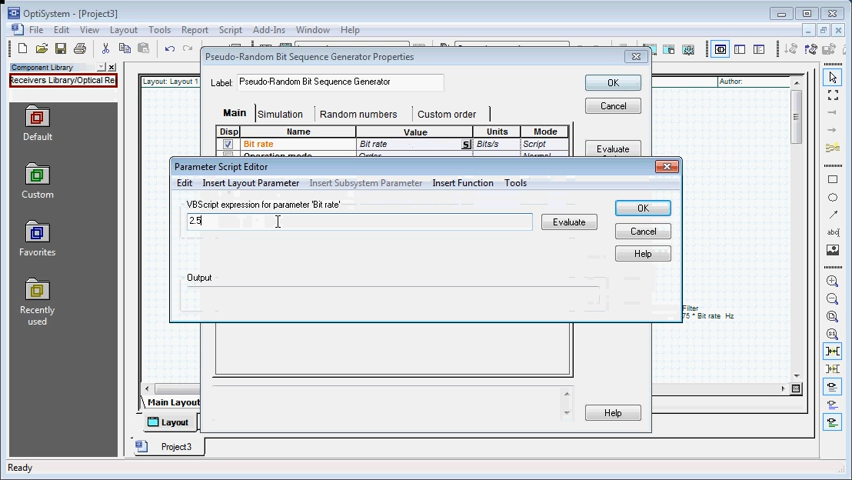 OptiSystem - [Project3]
File Edit View Layout Tools Report Script Add-Ins Window Help
Component Library
Receivers Library/Optical Re
Default
Custom
Favorites
Recently
used
Layout: Layout 1
Author:
Pseudo-Random Bit Sequence Generator Properties
Label: Pseudo-Random Bit Sequence Generator
OK
Cancel
Main Simulation Random numbers Custom order
Disp Name Value Units Mode
Bit rate Bit rate S Bits/s Script
Evaluate
Parameter Script Editor
Edit Insert Layout Parameter Insert Subsystem Parameter Insert Function Tools
VBScript expression for parameter 'Bit rate'
2.5
Evaluate
OK
Cancel
Help
Output
Filter
75 * Bit rate Hz
Help
Main Layout
Layout
Project3
Ready